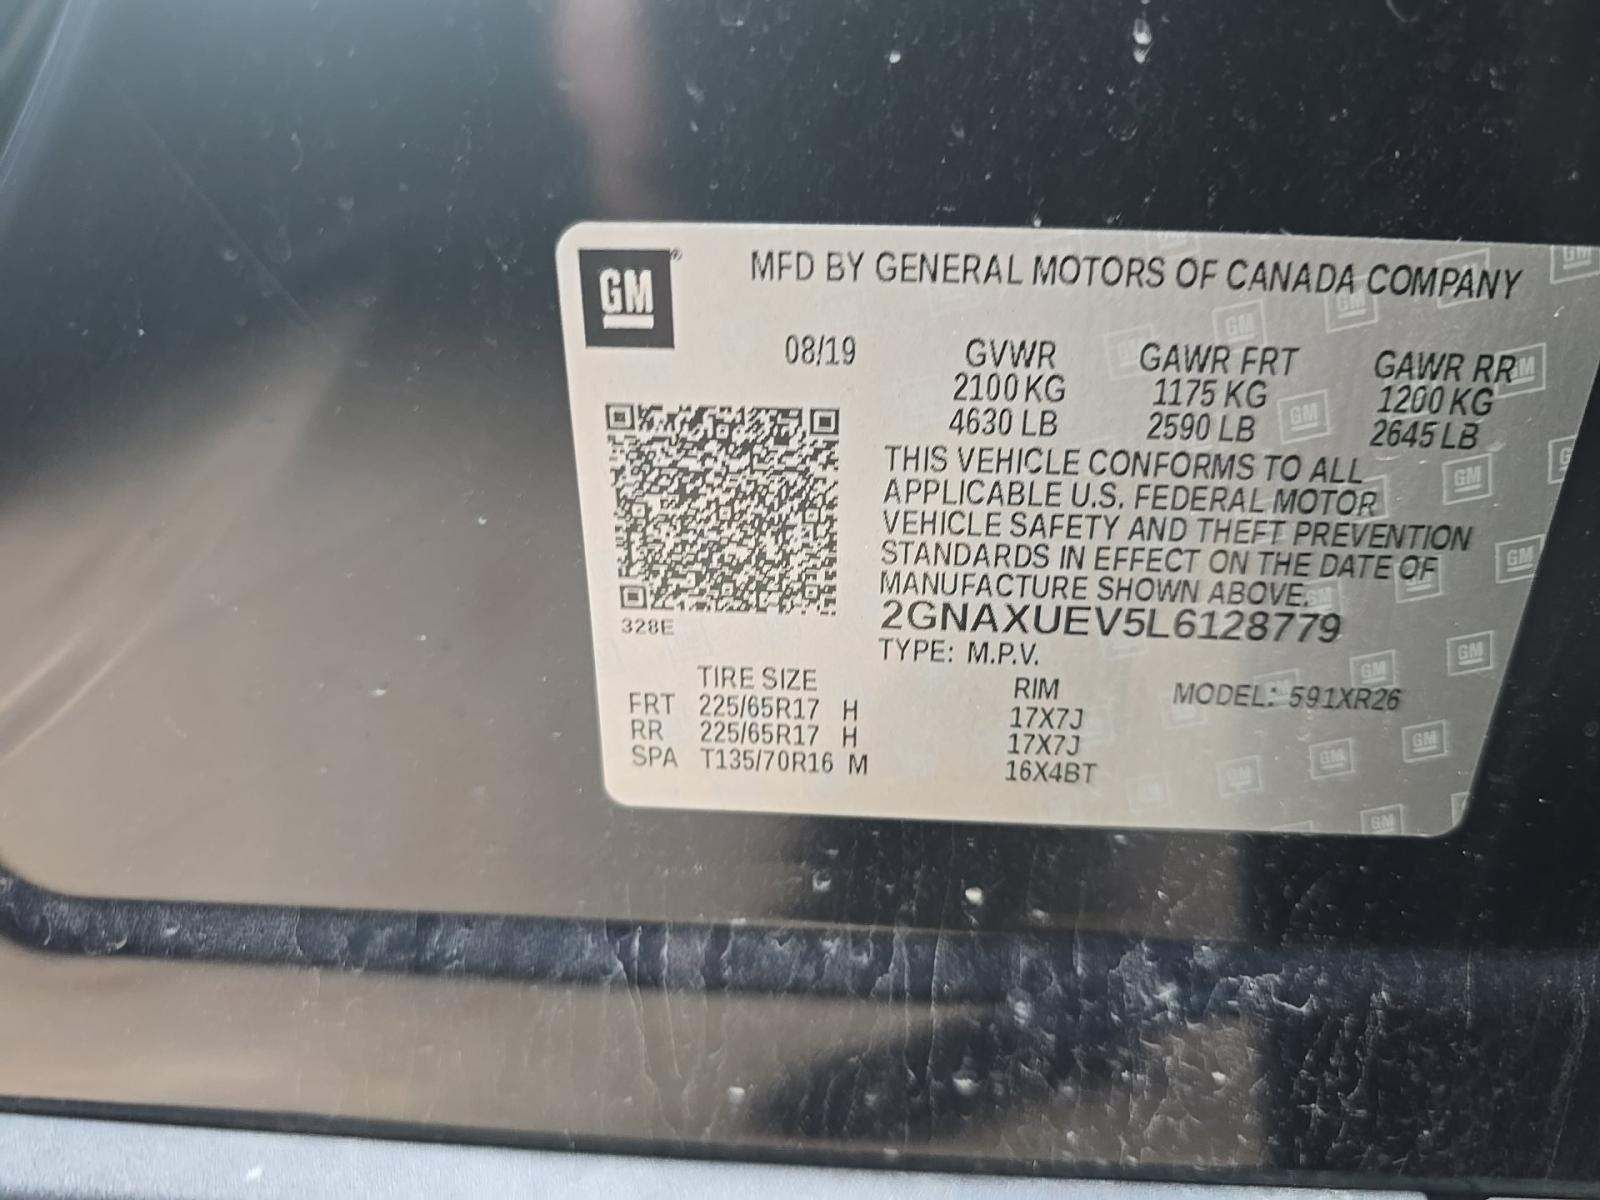 GM®
MFD BY GENERAL MOTORS OF CANADA COMPANY
08/19 GVWR GAWR FRT GAWR RR
2100 KG 1175 KG 1200 KG
4630 LB 2590 LB 2645 LB
THIS VEHICLE CONFORMS TO ALL
APPLICABLE U.S. FEDERAL MOTOR
VEHICLE SAFETY AND THEFT PREVENTION
STANDARDS IN EFFECT ON THE DATE OF
MANUFACTURE SHOWN ABOVE.
2GNAXUEV5L6128779
328E
TYPE: M.P.V.
TIRE SIZE RIM MODEL: 591XR26
FRT 225/65R17 H 17X7J
RR 225/65R17 H 17X7J
SPA T135/70R16 M 16X4BT